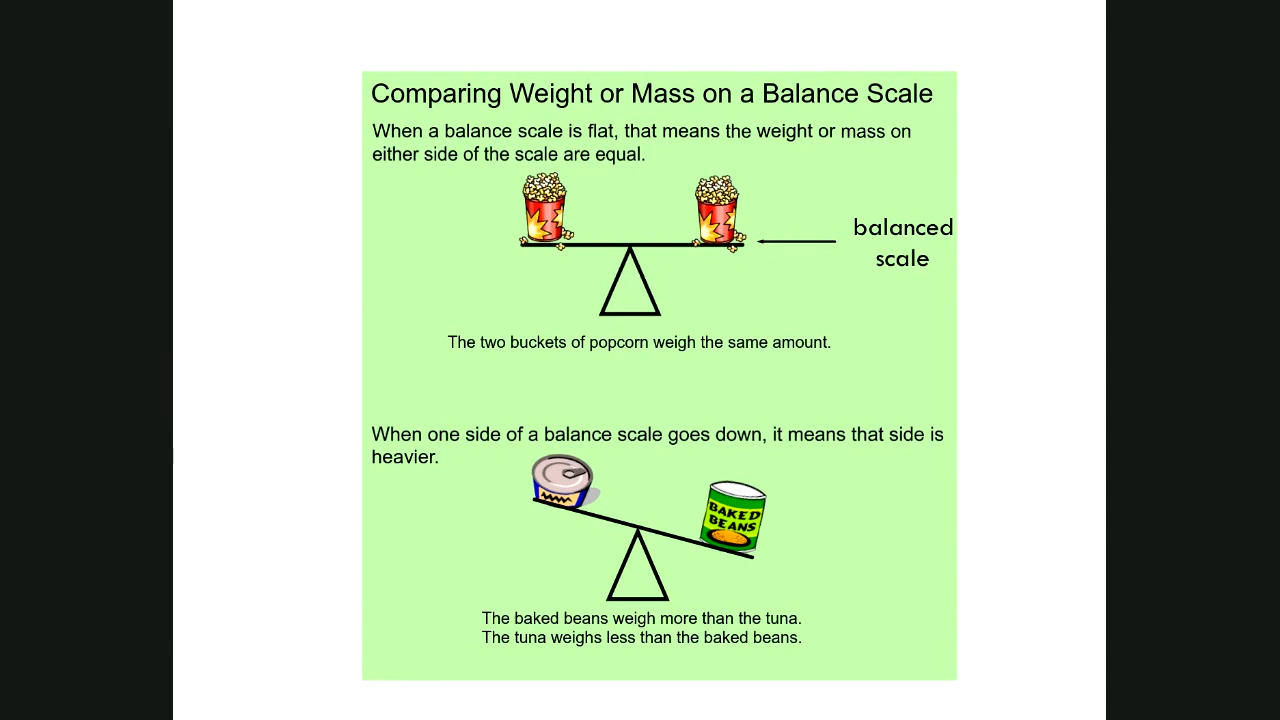 Comparing Weight or Mass on a Balance Scale
When a balance scale is flat, that means the weight or mass on
either side of the scale are equal.
balanced
scale
The two buckets of popcorn weigh the same amount.
When one side of a balance scale goes down, it means that side is
heavier.
BAKED
BEANS
The baked beans weigh more than the tuna.
The tuna weighs less than the baked beans.